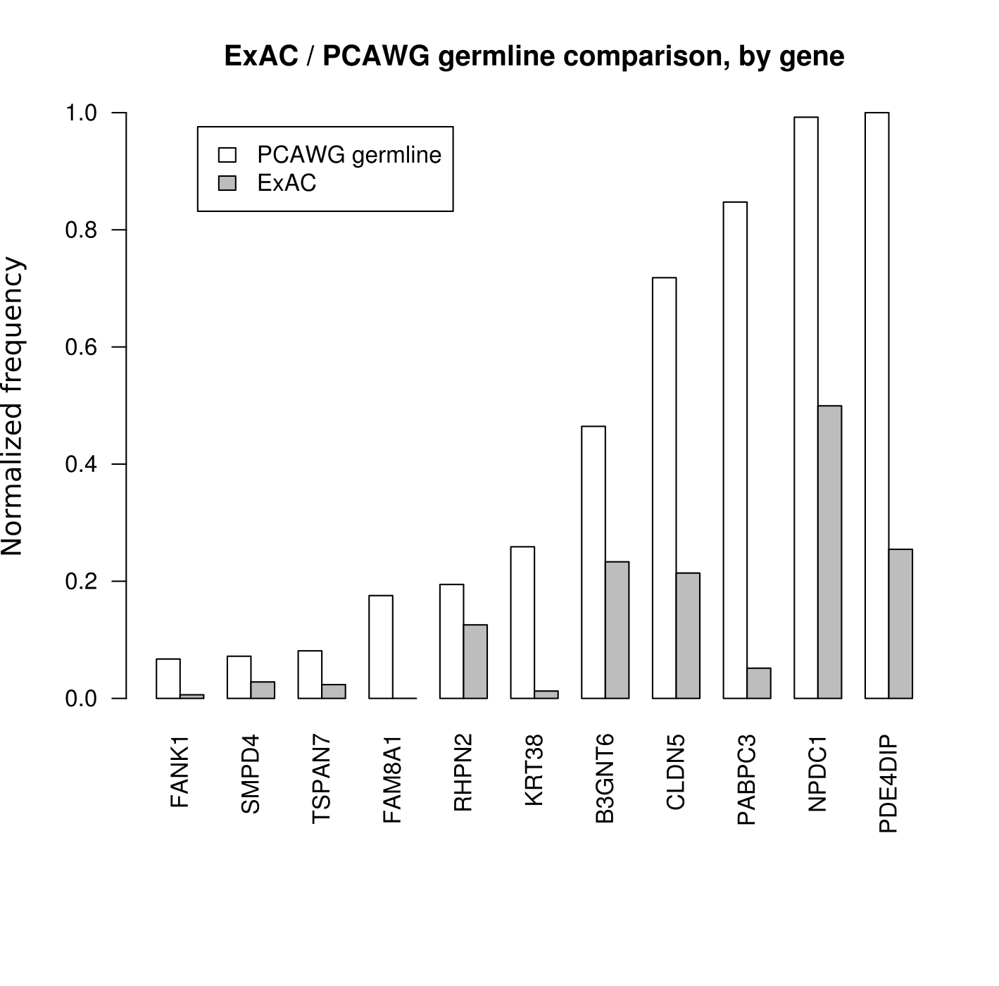 ExAC / PCAWG germline comparison, by gene
1.0
PCAWG germline
ExAC
0.8
0.6
0.4
0.2
0.0
Normalized frequency
FANK1
SMPD4
TSPAN7
FAM8A1
RHPN2
KRT38
B3GNT6
CLDN5
PABPC3
NPDC1
PDE4DIP